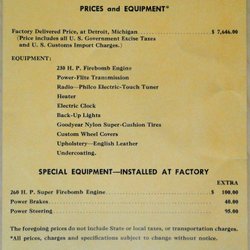 PRICES and EQUIPMENT*
Factory Delivered Price, at Detroit, Michigan $ 7,646.00
(Price includes all U. S. Government Excise Taxes
and U. S. Customs Import Charges.)
EQUIPMENT:
230 H. P. Firebomb Engine
Power-Flite Transmission
Radio—Philco Electric-Touch Tuner
Heater
Electric Clock
Back-Up Lights
Goodyear Nylon Super-Cushion Tires
Custom Wheel Covers
Upholstery—English Leather
Undercoating.
SPECIAL EQUIPMENT—INSTALLED AT FACTORY
EXTRA
260 H. P. Super Firebomb Engine $ 100.00
Power Brakes 40.00
Power Steering 95.00
The foregoing prices do not include State or local taxes, or transportation charges.
*All prices, charges and specifications subject to change without notice.